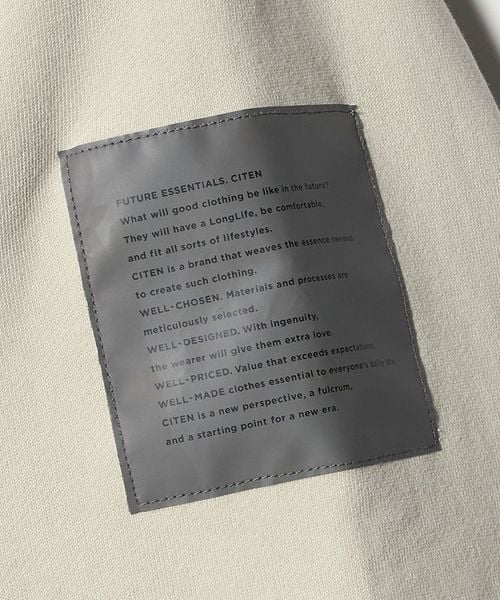 FUTURE ESSENTIALS. CITEN
What will good clothing be like in the future?
They will have a LongLife, be comfortable,
and fit all sorts of lifestyles.
CITEN is a brand that weaves the essence needed
to create such clothing.
WELL-CHOSEN. Materials and processes are
meticulously selected.
WELL-DESIGNED. With ingenuity,
the wearer will give them extra love.
WELL-PRICED. Value that exceeds expectations.
WELL-MADE clothes essential to everyone's daily life.
CITEN is a new perspective, a fulcrum,
and a starting point for a new era.